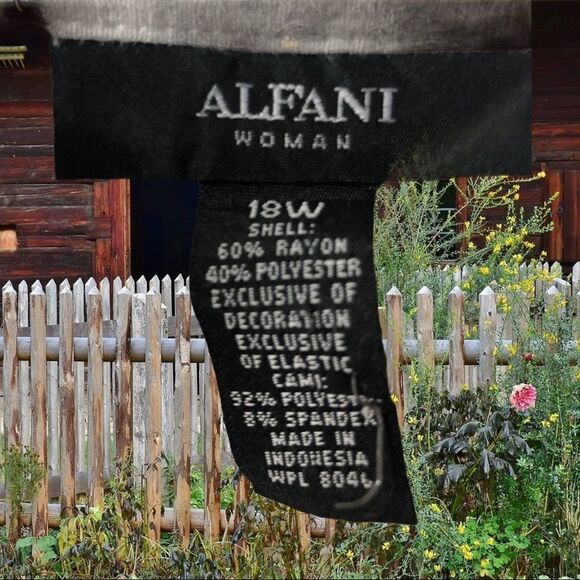 ALFANI
WOMAN
18W
SHELL:
60% RAYON
40% POLYESTER
EXCLUSIVE OF
DECORATION
EXCLUSIVE
OF ELASTIC
CAMI:
92% POLYESTER
8% SPANDEX
MADE IN
INDONESIA
WPL